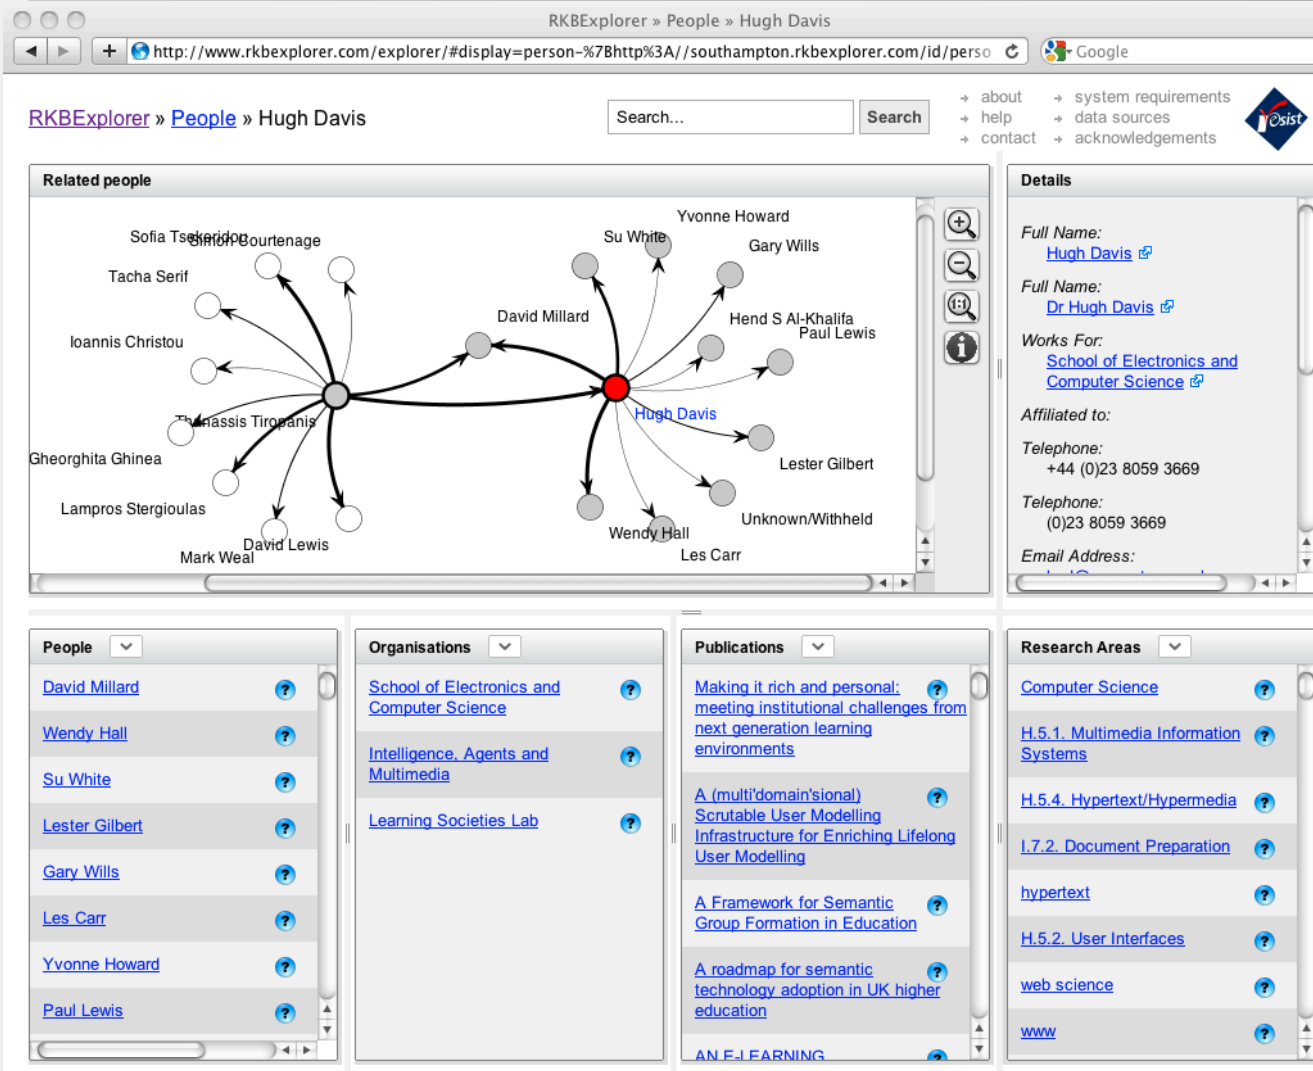 RKBExplorer » People » Hugh Davis
http://www.rkbexplorer.com/explorer/#display=person-%7Bhttp%3A//southampton.rkbexplorer.com/id/perso
Google
RKBExplorer » People » Hugh Davis
Search...
Search
about
system requirements
help
data sources
contact
acknowledgements
Related people
Sofia Tsekeridou
Simon Courtenage
Tacha Serif
Ioannis Christou
Thanassis Tiropanis
Gheorghita Ghinea
Lampros Stergioulas
David Lewis
Mark Weal
David Millard
Su White
Yvonne Howard
Gary Wills
Hend S Al-Khalifa
Paul Lewis
Hugh Davis
Lester Gilbert
Unknown/Withheld
Wendy Hall
Les Carr
1:1
Details
Full Name:
Hugh Davis
Full Name:
Dr Hugh Davis
Works For:
School of Electronics and
Computer Science
Affiliated to:
Telephone:
+44 (0)23 8059 3669
Telephone:
(0)23 8059 3669
Email Address:
People
David Millard
Wendy Hall
Su White
Lester Gilbert
Gary Wills
Les Carr
Yvonne Howard
Paul Lewis
Organisations
School of Electronics and
Computer Science
Intelligence, Agents and
Multimedia
Learning Societies Lab
Publications
Making it rich and personal:
meeting institutional challenges from
next generation learning
environments
A (multi'domain'sional)
Scrutable User Modelling
Infrastructure for Enriching Lifelong
User Modelling
A Framework for Semantic
Group Formation in Education
A roadmap for semantic
technology adoption in UK higher
education
AN E-LEARNING
Research Areas
Computer Science
H.5.1. Multimedia Information
Systems
H.5.4. Hypertext/Hypermedia
I.7.2. Document Preparation
hypertext
H.5.2. User Interfaces
web science
www